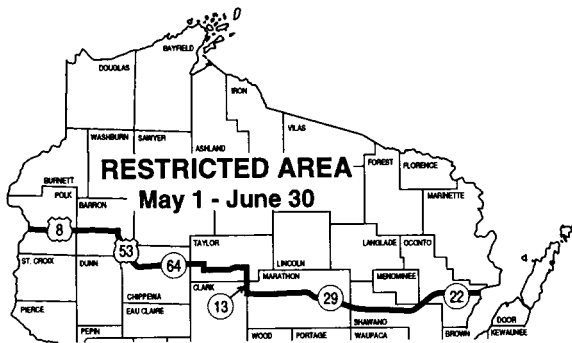 BAYFIELD
DOUGLAS
IRON
VILAS
WASHBURN SAWYER
ASHLAND
FOREST FLORENCE
RESTRICTED AREA
BURNETT
MARINETTE
POLK
May 1 - June 30
BARRON
8
53
TAYLOR
LANGLADE OCONTO
ST. CROIX
DUNN
64
LINCOLN
MARATHON
MENOMINEE
CLARK
CHIPPEWA
29
22
13
PIERCE
EAU CLAIRE
SHAWANO
DOOR
PEPIN
WOOD PORTAGE WAUPACA
BROWN
KEWAUNEE